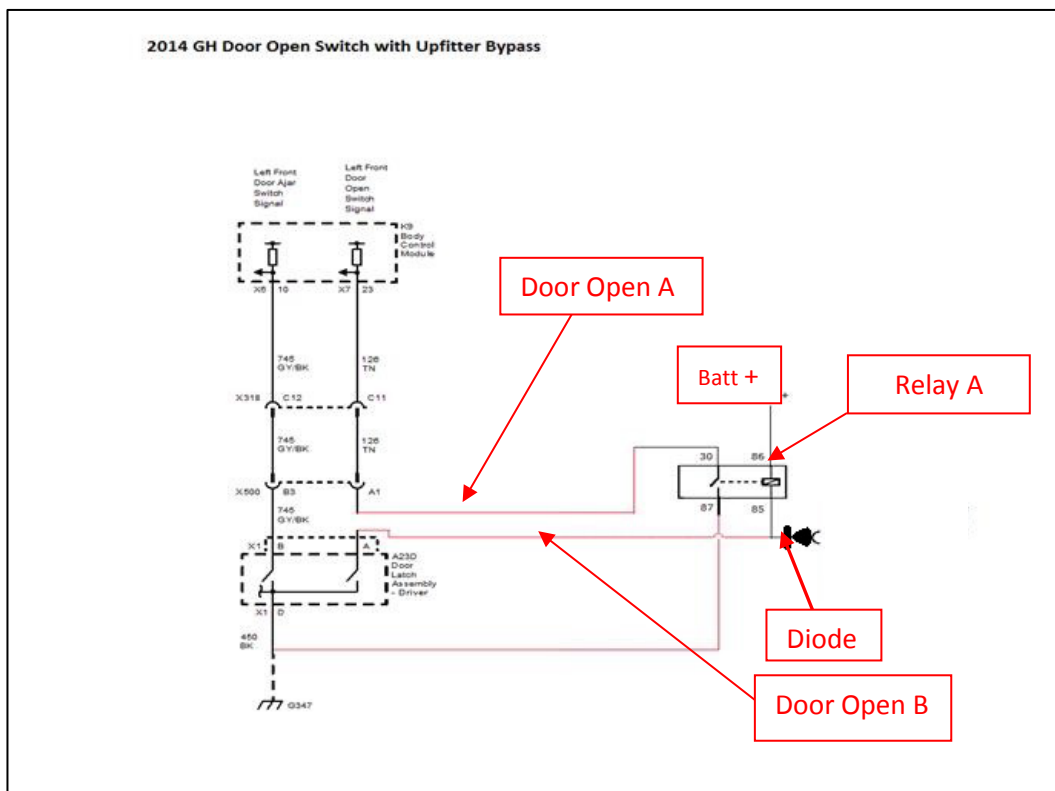 2014 GH Door Open Switch with Upfitter Bypass
Left Front
Door Ajar
Switch
Signal
Left Front
Door
Open
Switch
Signal
K9
Body
Control
Module
X6 10
X7 23
Door Open A
Batt +
Relay A
+
745
GY/BK
126
TN
X318 C12 C11
745
GY/BK
126
TN
30 86
X500 B3 A1
87 85
745
GY/BK
X1 B A
A23D
Door
Latch
Assembly
- Driver
X1 D
Diode
450
BK
Door Open B
G347